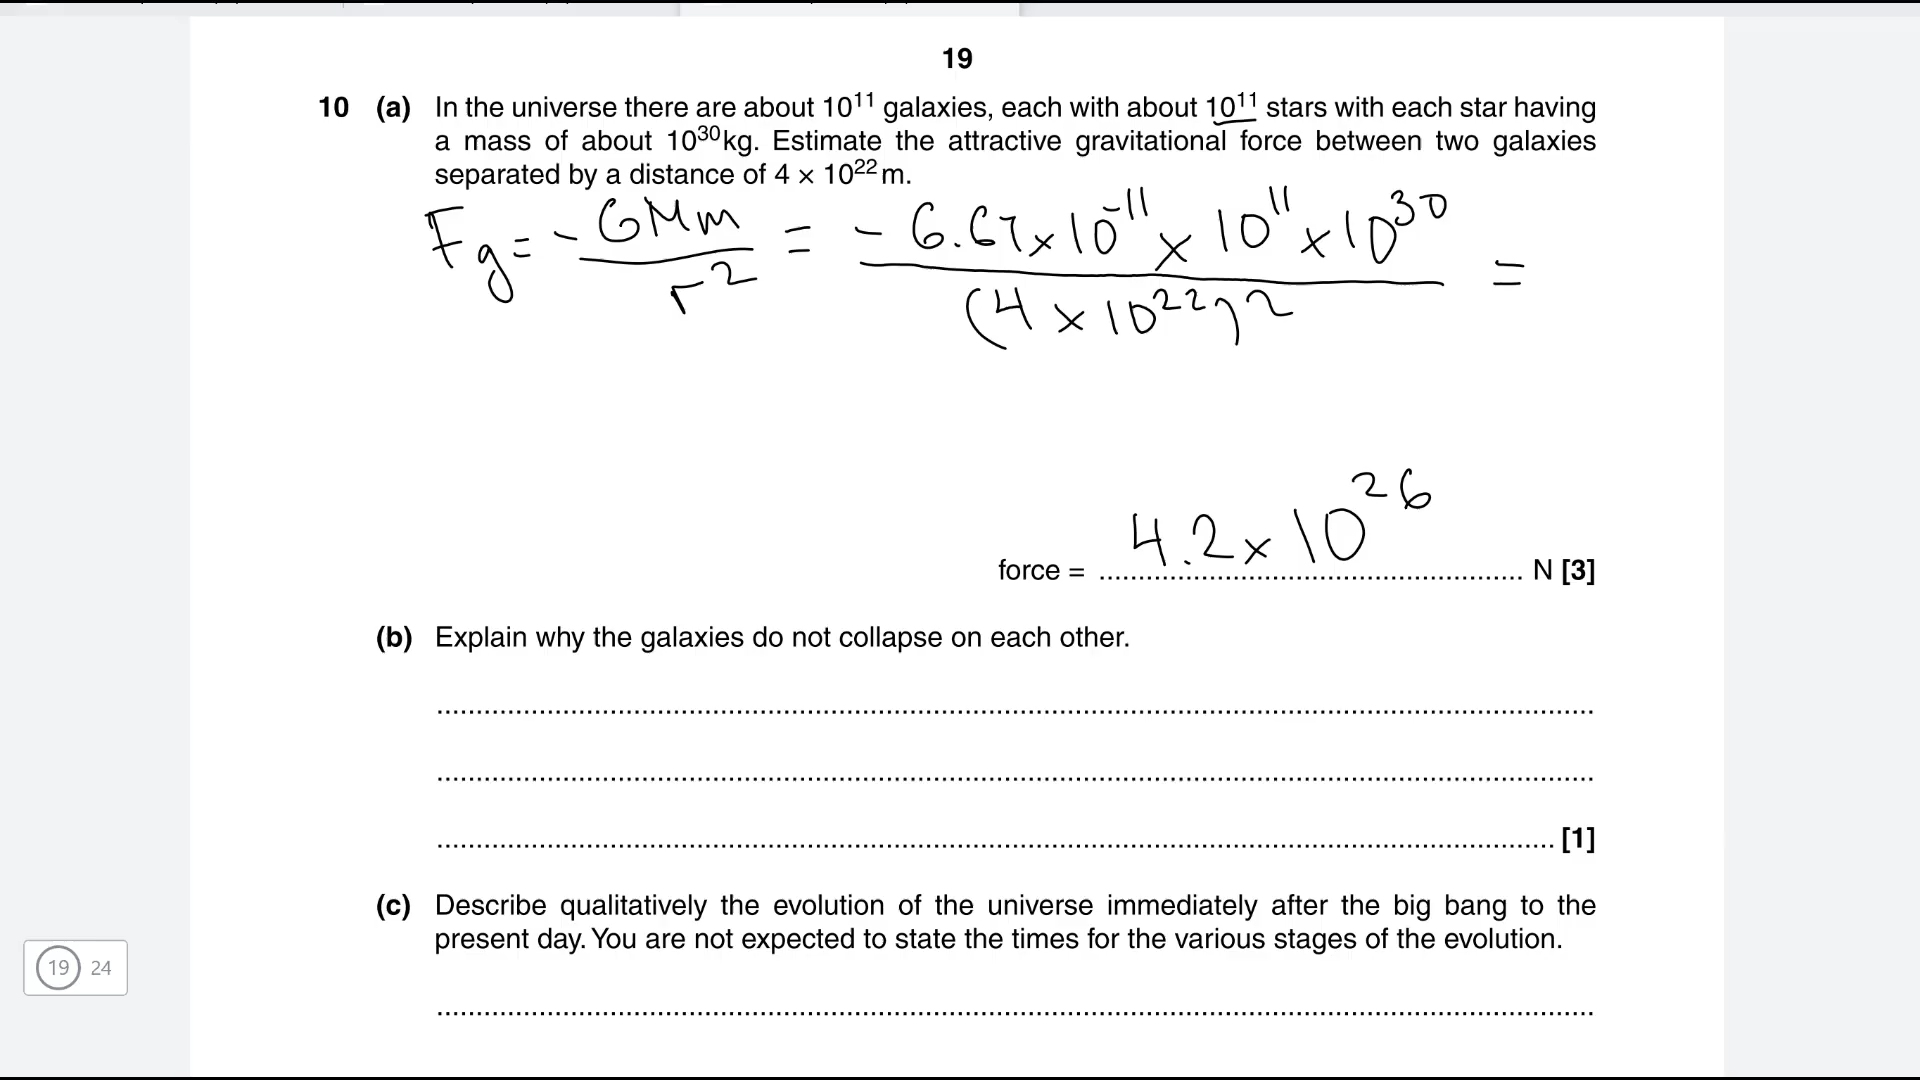 19
10 (a) In the universe there are about 10¹¹ galaxies, each with about 10¹¹ stars with each star having
a mass of about 10³⁰kg. Estimate the attractive gravitational force between two galaxies
separated by a distance of 4 × 10²² m.
Fg = - GMm / r² = - 6.67 × 10⁻¹¹ × 10¹¹ × 10³⁰ / (4 × 10²²)² =
4.2 × 10²⁶
force = ............................................................ N [3]
(b) Explain why the galaxies do not collapse on each other.
[1]
(c) Describe qualitatively the evolution of the universe immediately after the big bang to the
present day. You are not expected to state the times for the various stages of the evolution.
19 24